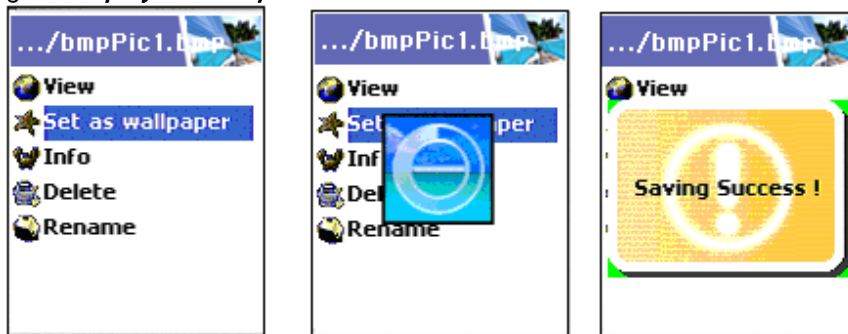 .../bmpPic1.bmp
View
Set as wallpaper
Info
Delete
Rename
.../bmpPic1.bmp
View
Set per
Inf
Del
Rename
.../bmpPic1.bmp
View
Saving Success !